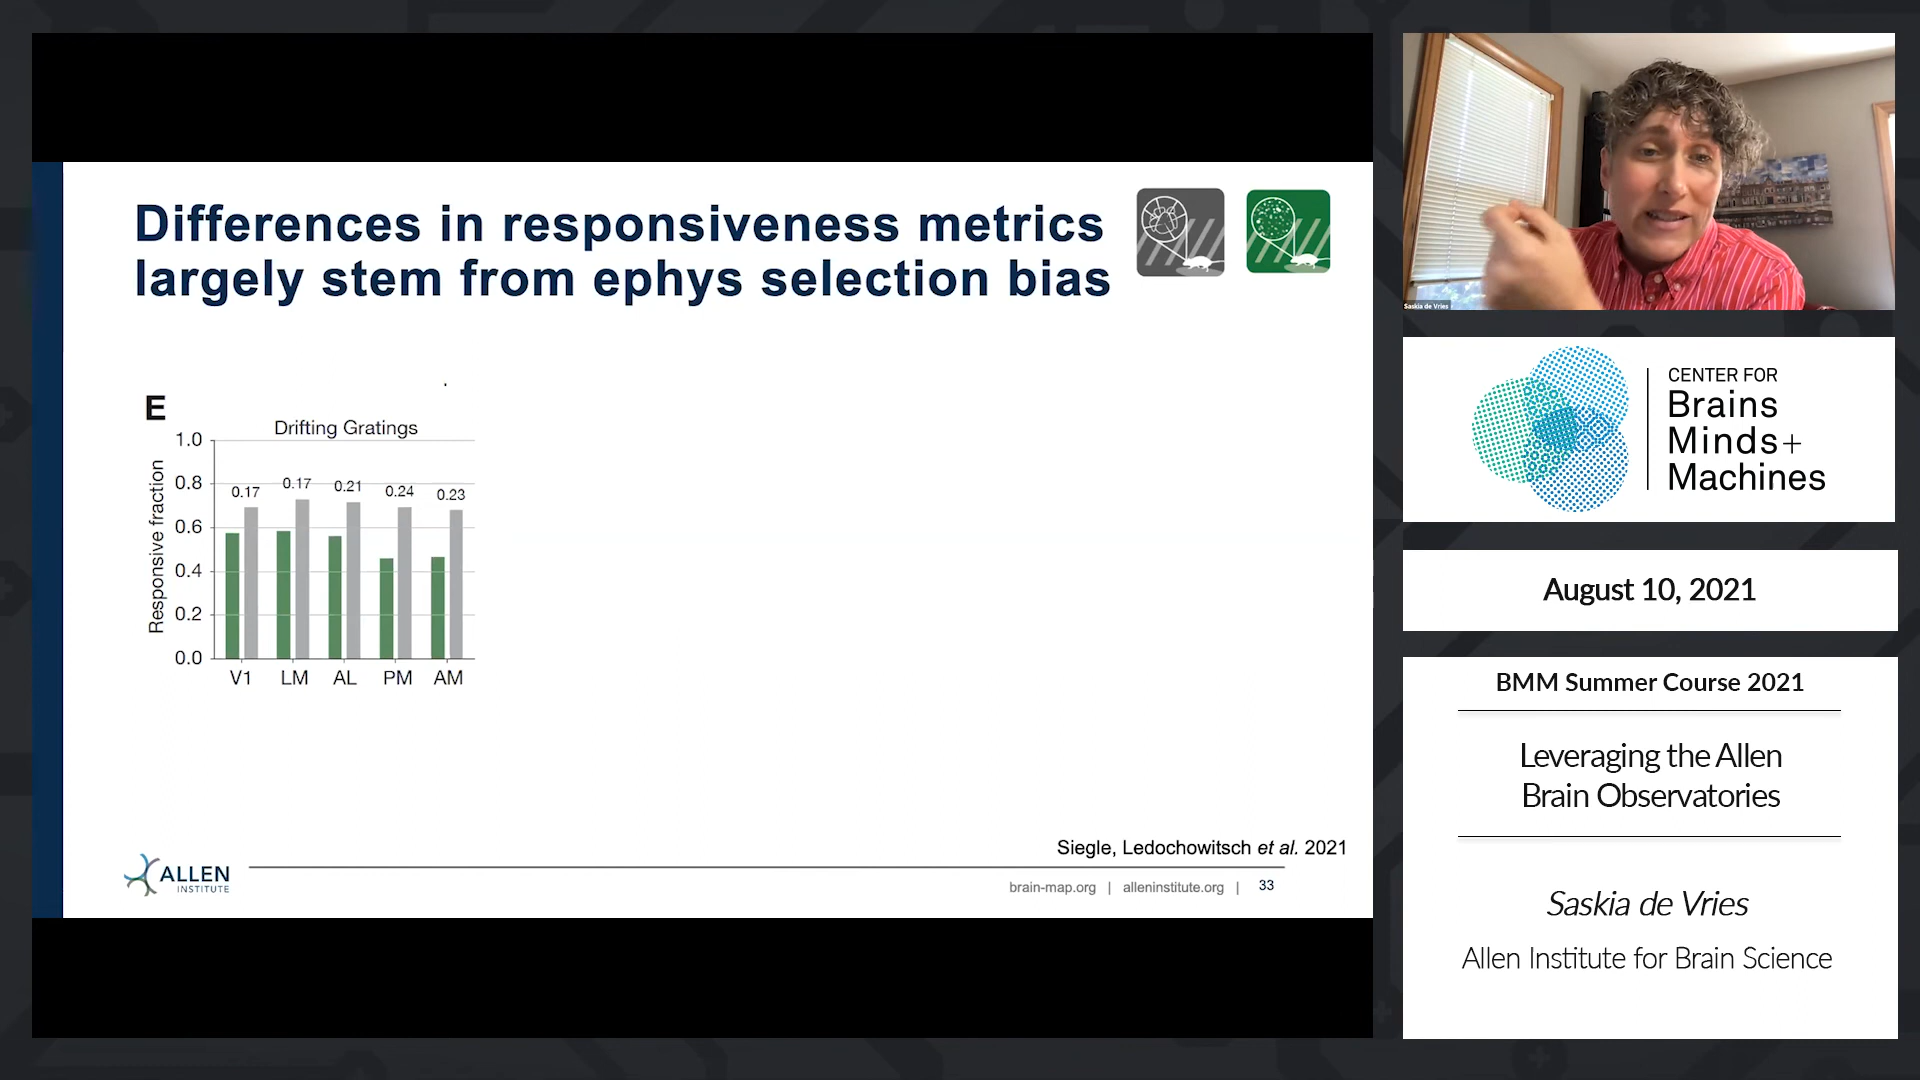 Differences in responsiveness metrics
largely stem from ephys selection bias
E
Drifting Gratings
Responsive fraction
1.0
0.8
0.6
0.4
0.2
0.0
0.17
0.17
0.21
0.24
0.23
V1 LM AL PM AM
Siegle, Ledochowitsch et al. 2021
ALLEN
INSTITUTE
brain-map.org | alleninstitute.org | 33
Saskia de Vries
CENTER FOR
Brains
Minds+
Machines
August 10, 2021
BMM Summer Course 2021
Leveraging the Allen
Brain Observatories
Saskia de Vries
Allen Institute for Brain Science